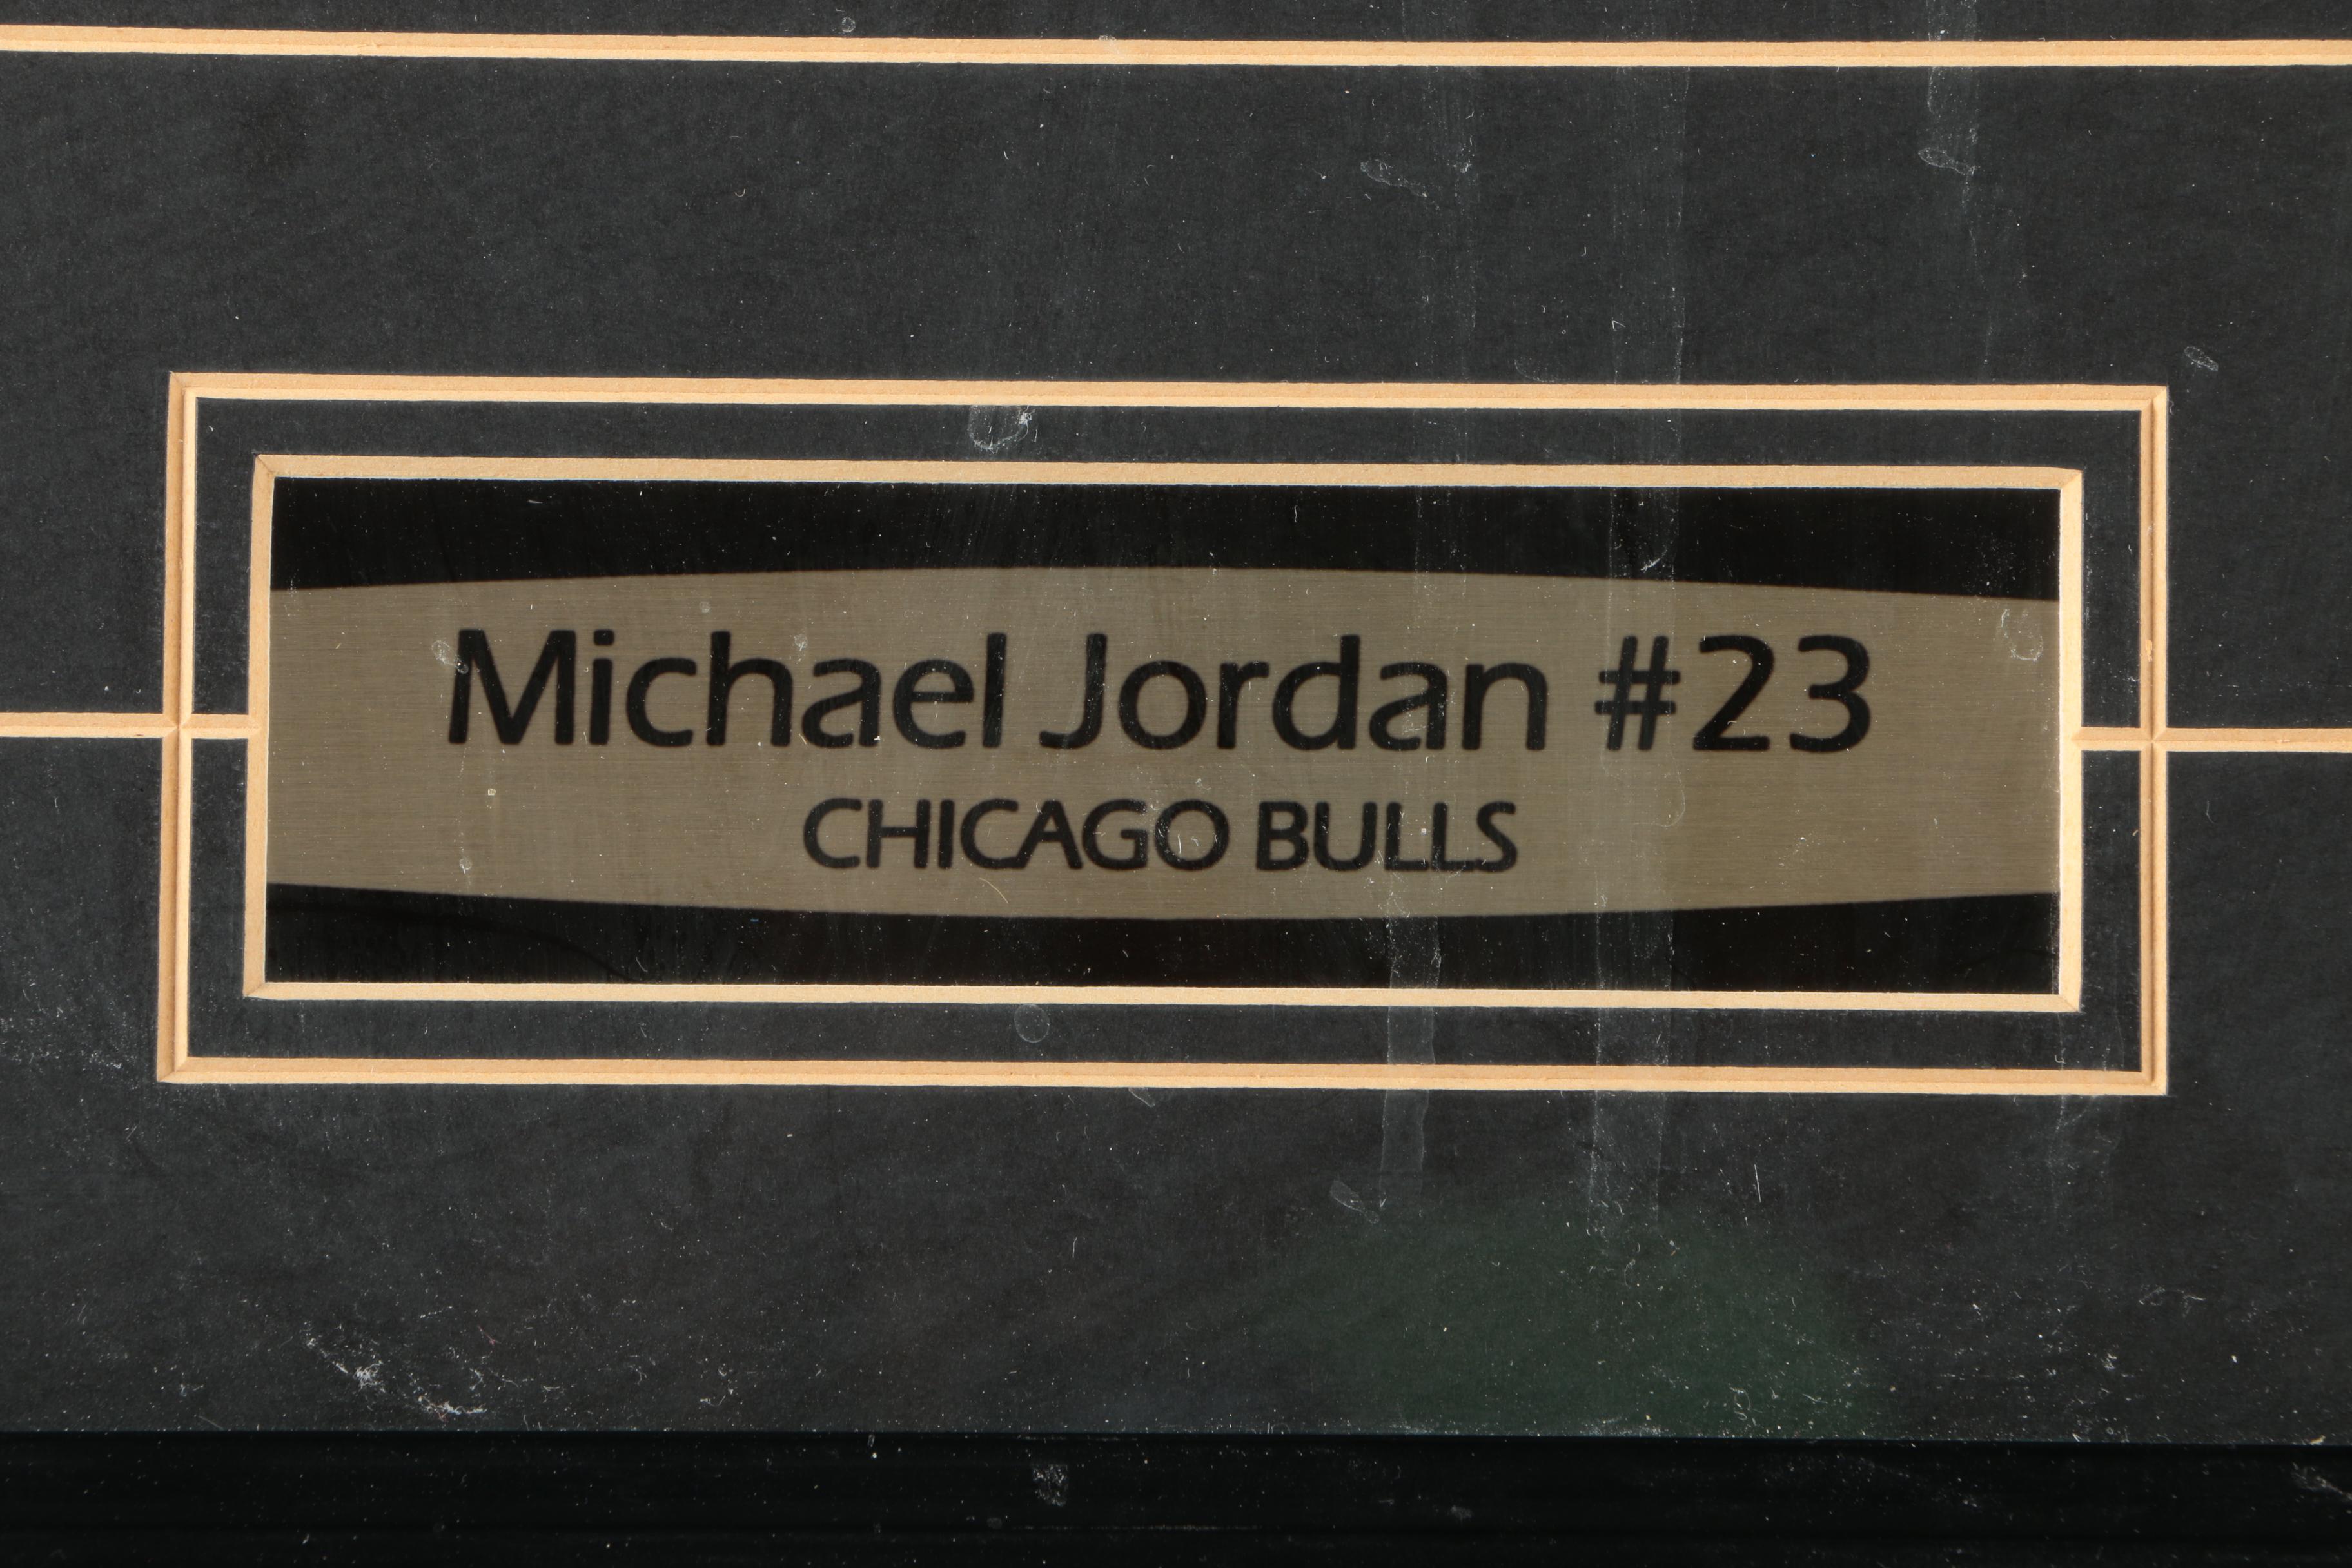 Michael Jordan #23
CHICAGO BULLS